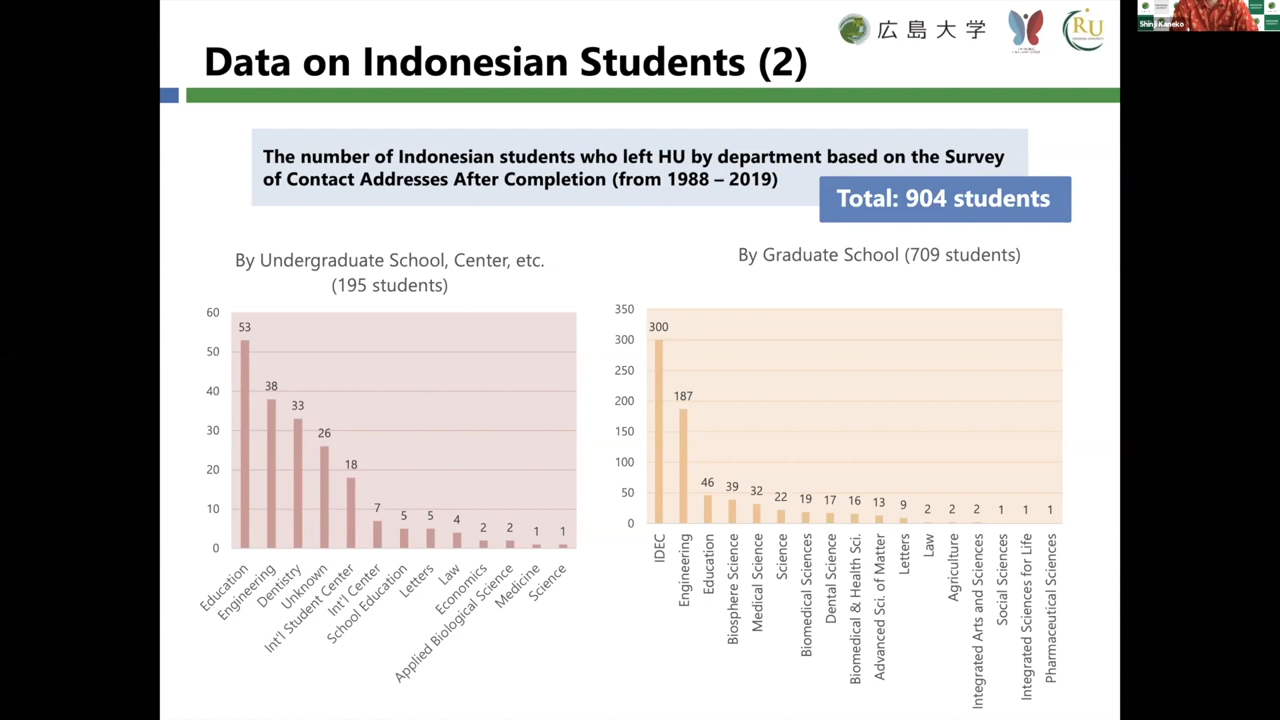 Shinji Kaneko
広島大学
RU
Data on Indonesian Students (2)
The number of Indonesian students who left HU by department based on the Survey
of Contact Addresses After Completion (from 1988 – 2019)
Total: 904 students
By Undergraduate School, Center, etc.
(195 students)
60
50
40
30
20
10
0
53
38
33
26
18
7
5
5
4
2
2
1
1
Education
Engineering
Dentistry
Unknown
Int'l Student Center
Int'l Center
School Education
Letters
Law
Economics
Applied Biological Science
Medicine
Science
By Graduate School (709 students)
350
300
250
200
150
100
50
0
300
187
46
39
32
22
19
17
16
13
9
2
2
2
1
1
1
IDEC
Engineering
Education
Biosphere Science
Medical Science
Science
Biomedical Sciences
Dental Science
Biomedical & Health Sci.
Advanced Sci. of Matter
Letters
Law
Agriculture
Integrated Arts and Sciences
Social Sciences
Integrated Sciences for Life
Pharmaceutical Sciences